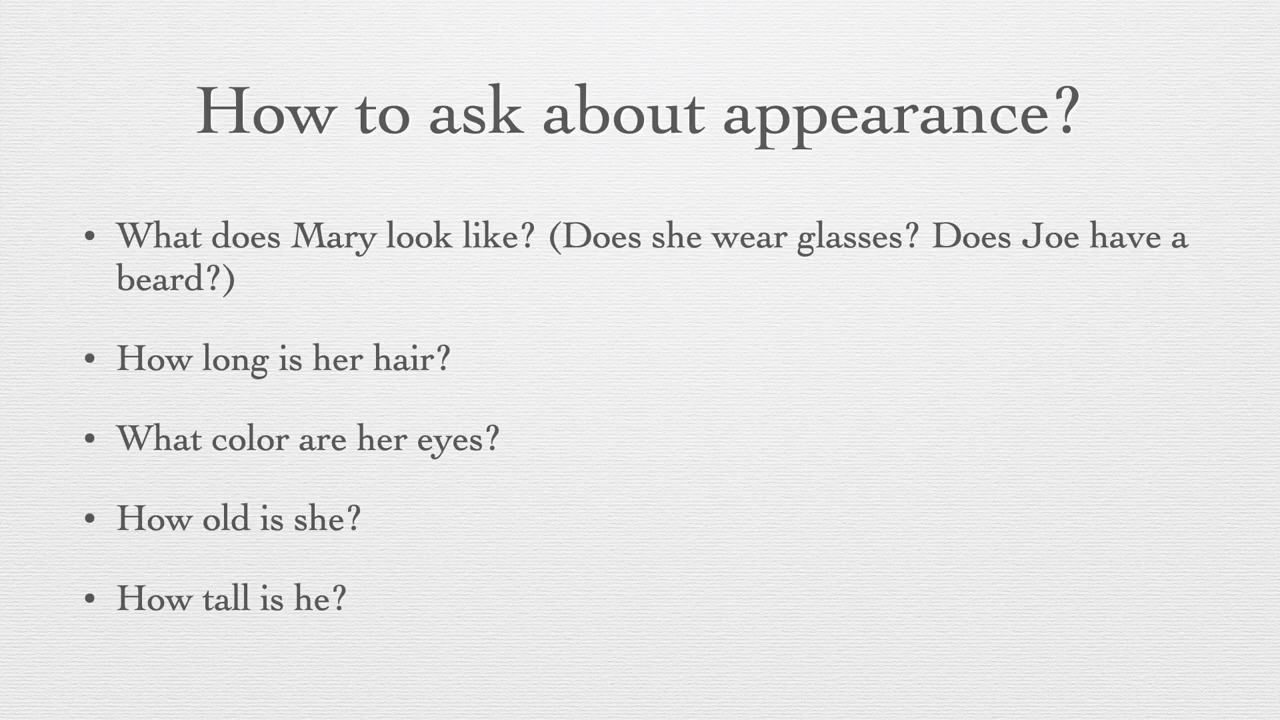 How to ask about appearance?
• What does Mary look like? (Does she wear glasses? Does Joe have a
beard?)
• How long is her hair?
• What color are her eyes?
• How old is she?
• How tall is he?